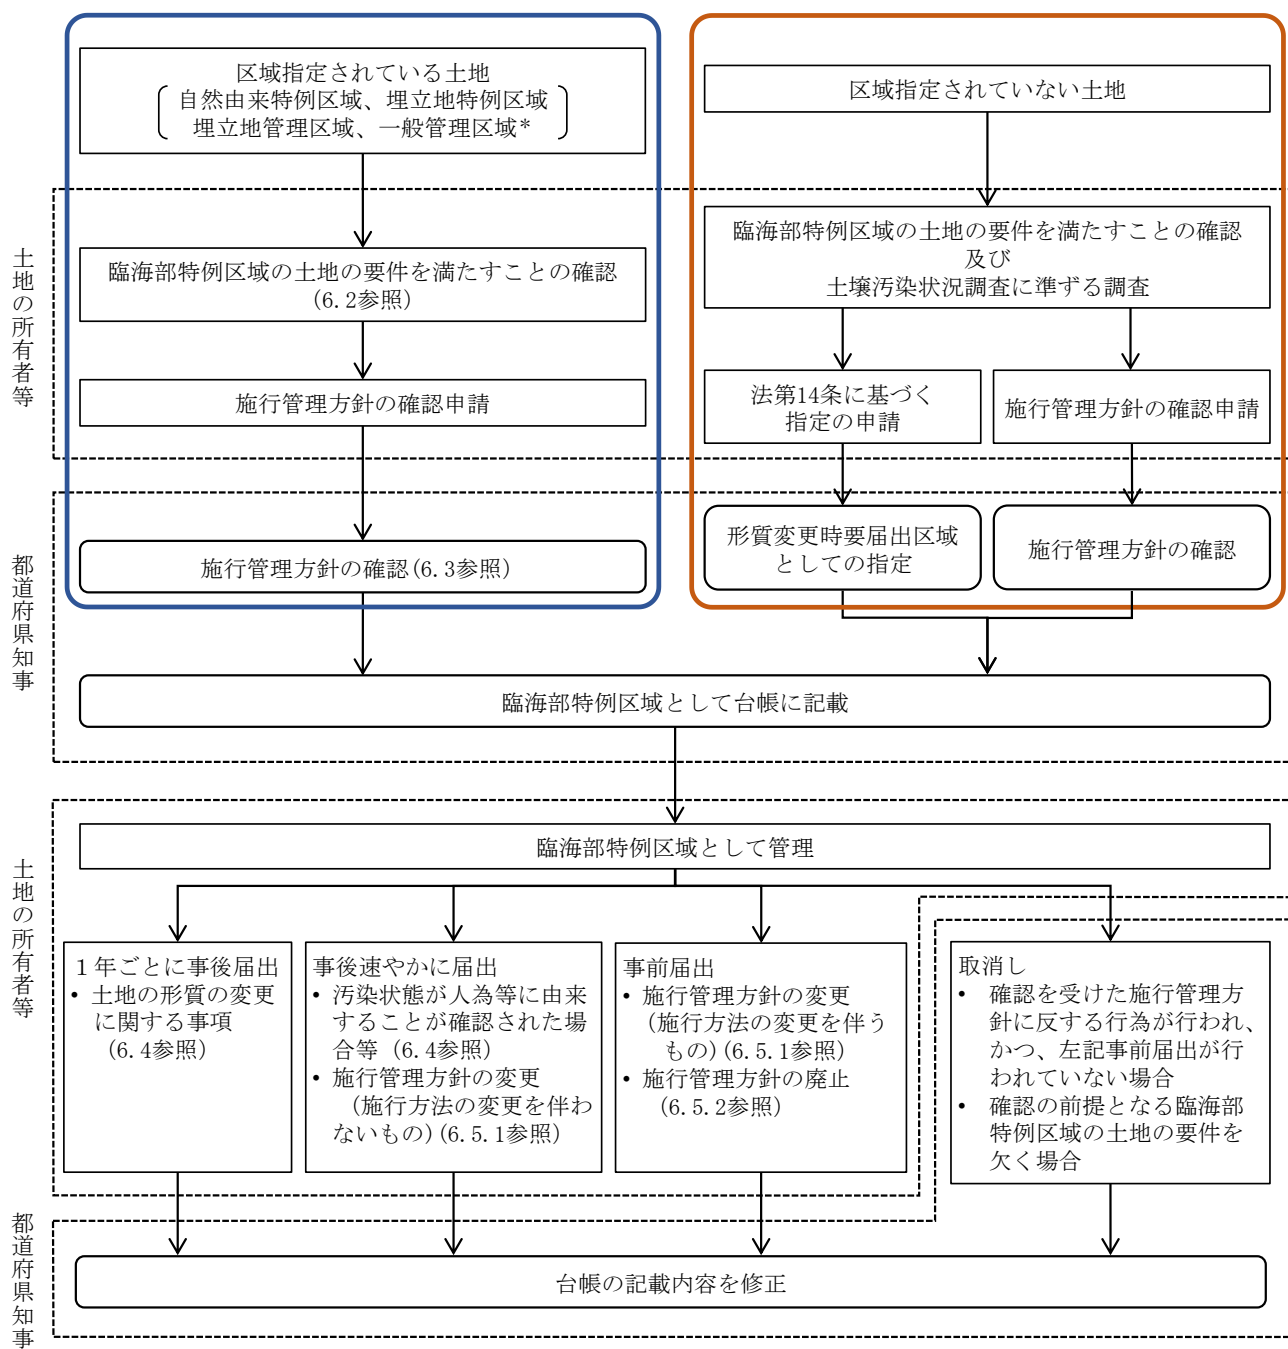 区域指定されている土地
自然由来特例区域、埋立地特例区域
埋立地管理区域、一般管理区域*
区域指定されていない土地
土地の所有者等
臨海部特例区域の土地の要件を満たすことの確認
(6.2参照)
臨海部特例区域の土地の要件を満たすことの確認
及び
土壌汚染状況調査に準ずる調査
施行管理方針の確認申請
法第14条に基づく
指定の申請
施行管理方針の確認申請
都道府県知事
施行管理方針の確認(6.3参照)
形質変更時要届出区域
としての指定
施行管理方針の確認
臨海部特例区域として台帳に記載
土地の所有者等
臨海部特例区域として管理
１年ごとに事後届出
• 土地の形質の変更
に関する事項
(6.4参照)
事後速やかに届出
• 汚染状態が人為等に由来
することが確認された場
合等 (6.4参照)
• 施行管理方針の変更
(施行方法の変更を伴わ
ないもの)(6.5.1参照)
事前届出
• 施行管理方針の変更
(施行方法の変更を伴う
もの)(6.5.1参照)
• 施行管理方針の廃止
(6.5.2参照)
取消し
• 確認を受けた施行管理方
針に反する行為が行われ、
かつ、左記事前届出が行
われていない場合
• 確認の前提となる臨海部
特例区域の土地の要件を
欠く場合
都道府県知事
台帳の記載内容を修正